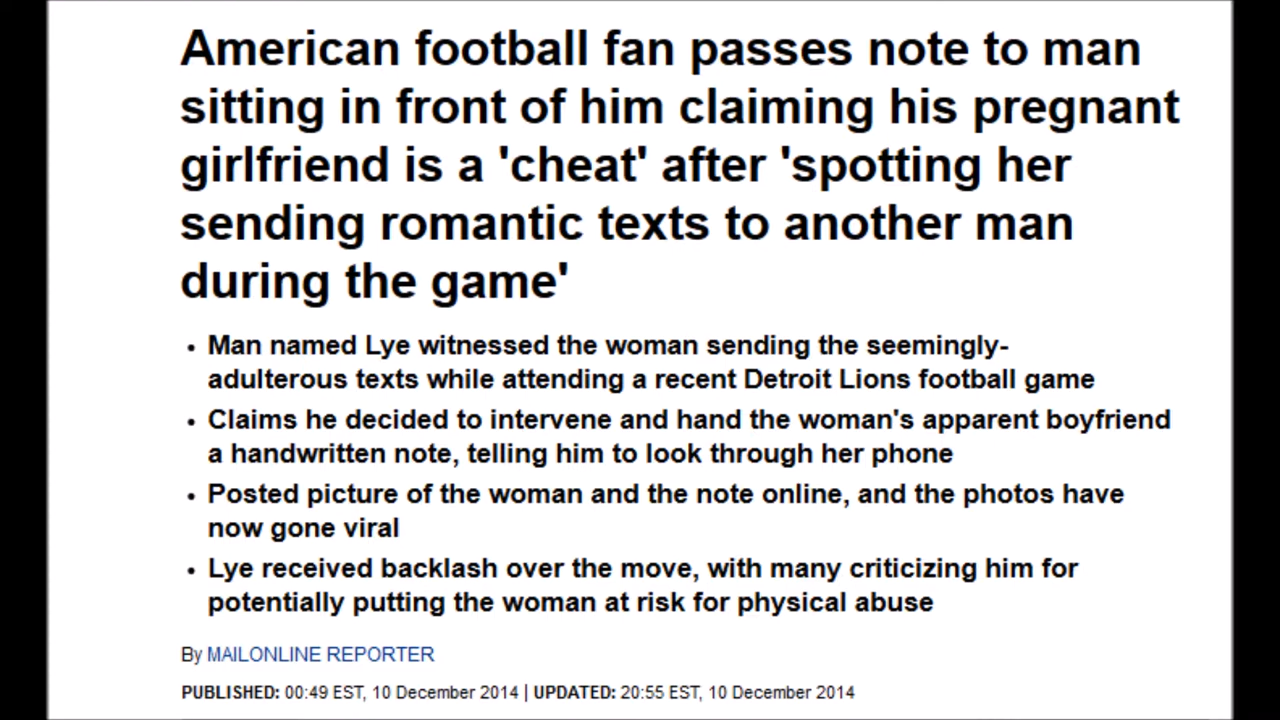 American football fan passes note to man
sitting in front of him claiming his pregnant
girlfriend is a 'cheat' after 'spotting her
sending romantic texts to another man
during the game'
• Man named Lye witnessed the woman sending the seemingly-
adulterous texts while attending a recent Detroit Lions football game
• Claims he decided to intervene and hand the woman's apparent boyfriend
a handwritten note, telling him to look through her phone
• Posted picture of the woman and the note online, and the photos have
now gone viral
• Lye received backlash over the move, with many criticizing him for
potentially putting the woman at risk for physical abuse
By MAILONLINE REPORTER
PUBLISHED: 00:49 EST, 10 December 2014 | UPDATED: 20:55 EST, 10 December 2014